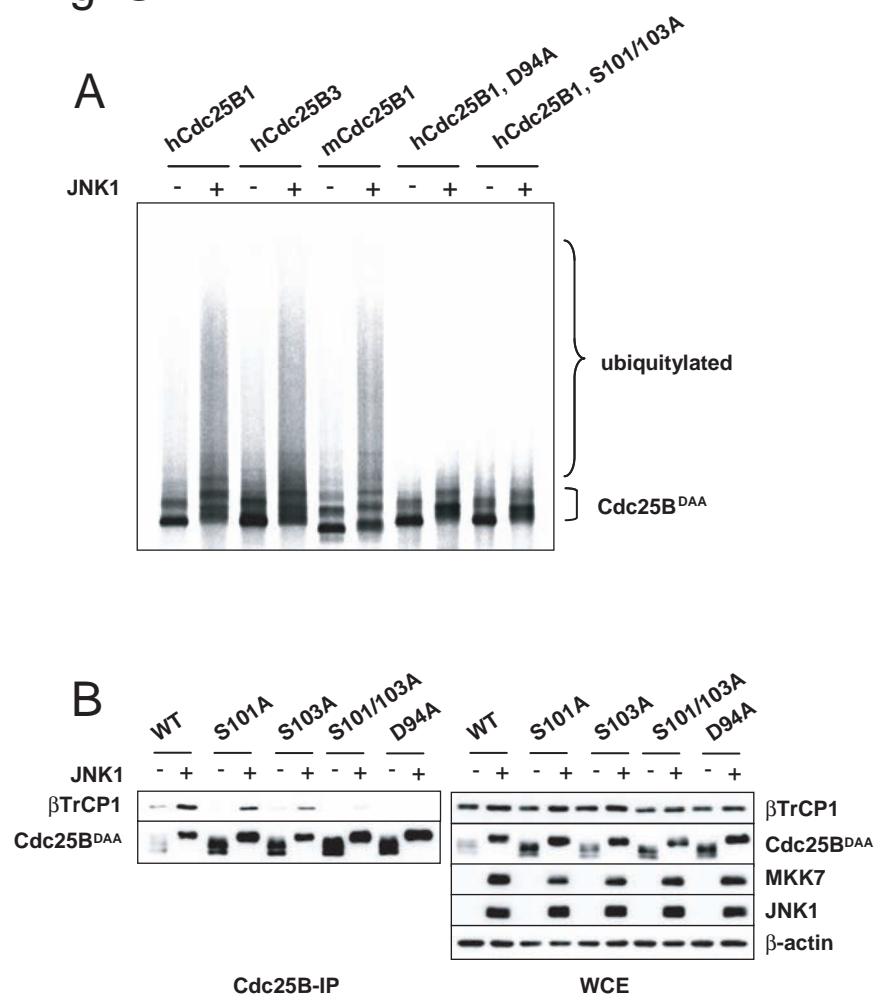 A
hCdc25B1 hCdc25B3 mCdc25B1 hCdc25B1, D94A hCdc25B1, S101/103A
JNK1 - + - + - + - + - +
ubiquitylated
Cdc25BDAA
B
WT S101A S103A S101/103A D94A WT S101A S103A S101/103A D94A
JNK1 - + - + - + - + - + - + - + - + - + - +
βTrCP1 βTrCP1
Cdc25BDAA Cdc25BDAA
MKK7
JNK1
β-actin
Cdc25B-IP WCE